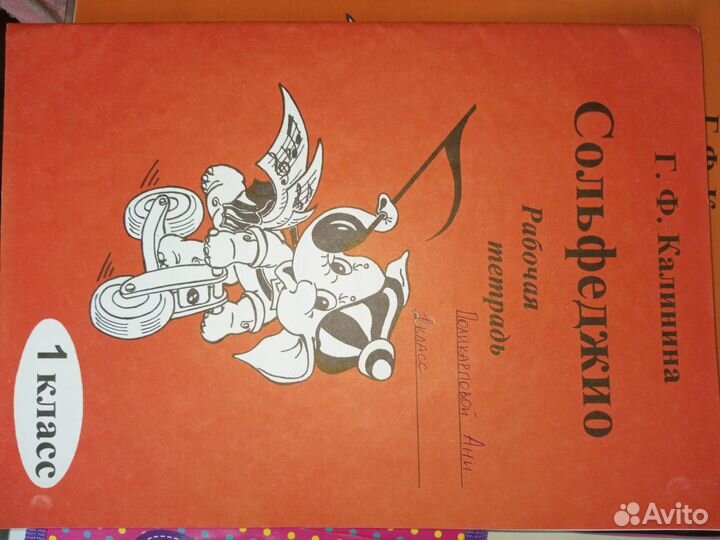 Г. Ф. Калинина
Сольфеджио
Рабочая
тетрадь
Поликарповой Ани
1 класс
1 класс
Г. Ф. К
Avito